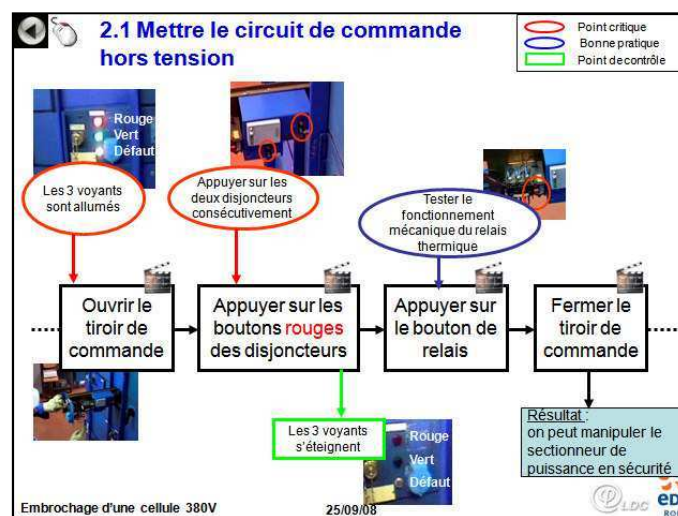 2.1 Mettre le circuit de commande
hors tension
Point critique
Bonne pratique
Point de contrôle
Rouge
Vert
Défaut
Les 3 voyants
sont allumés
Appuyer sur les
deux disjoncteurs
consécutivement
Tester le
fonctionnement
mécanique du relais
thermique
Ouvrir le
tiroir de
commande
Appuyer sur les
boutons rouges
des disjoncteurs
Appuyer sur
le bouton de
relais
Fermer le
tiroir de
commande
Les 3 voyants
s'éteignent
Rouge
Vert
Défaut
Résultat :
on peut manipuler le
sectionneur de
puissance en sécurité
Embrochage d'une cellule 380V
25/09/08
LDC